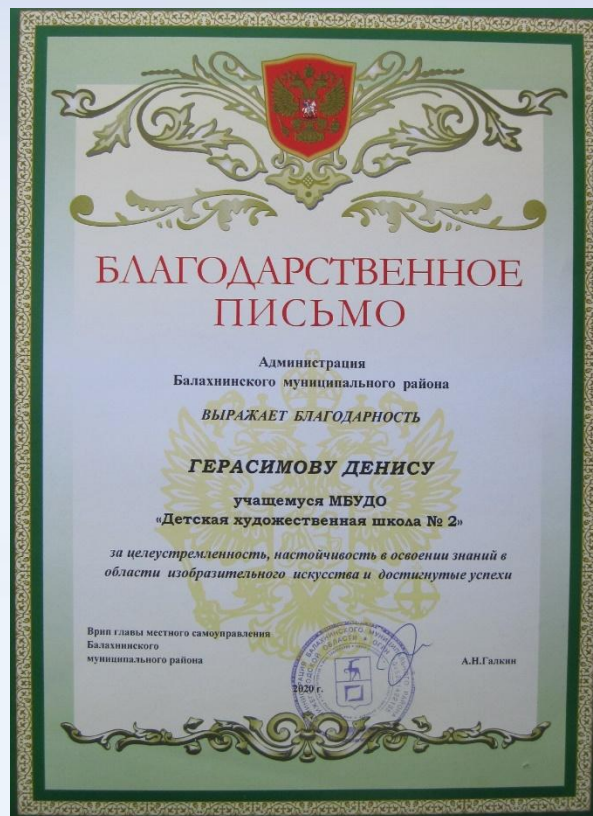 БЛАГОДАРСТВЕННОЕ
ПИСЬМО
Администрация
Балахнинского муниципального района
ВЫРАЖАЕТ БЛАГОДАРНОСТЬ
ГЕРАСИМОВУ ДЕНИСУ
учащемуся МБУДО
«Детская художественная школа № 2»
за целеустремленность, настойчивость в освоении знаний в
области изобразительного искусства и достигнутые успехи
Врип главы местного самоуправления
Балахнинского
муниципального района
А.Н.Галкин
2020 г.